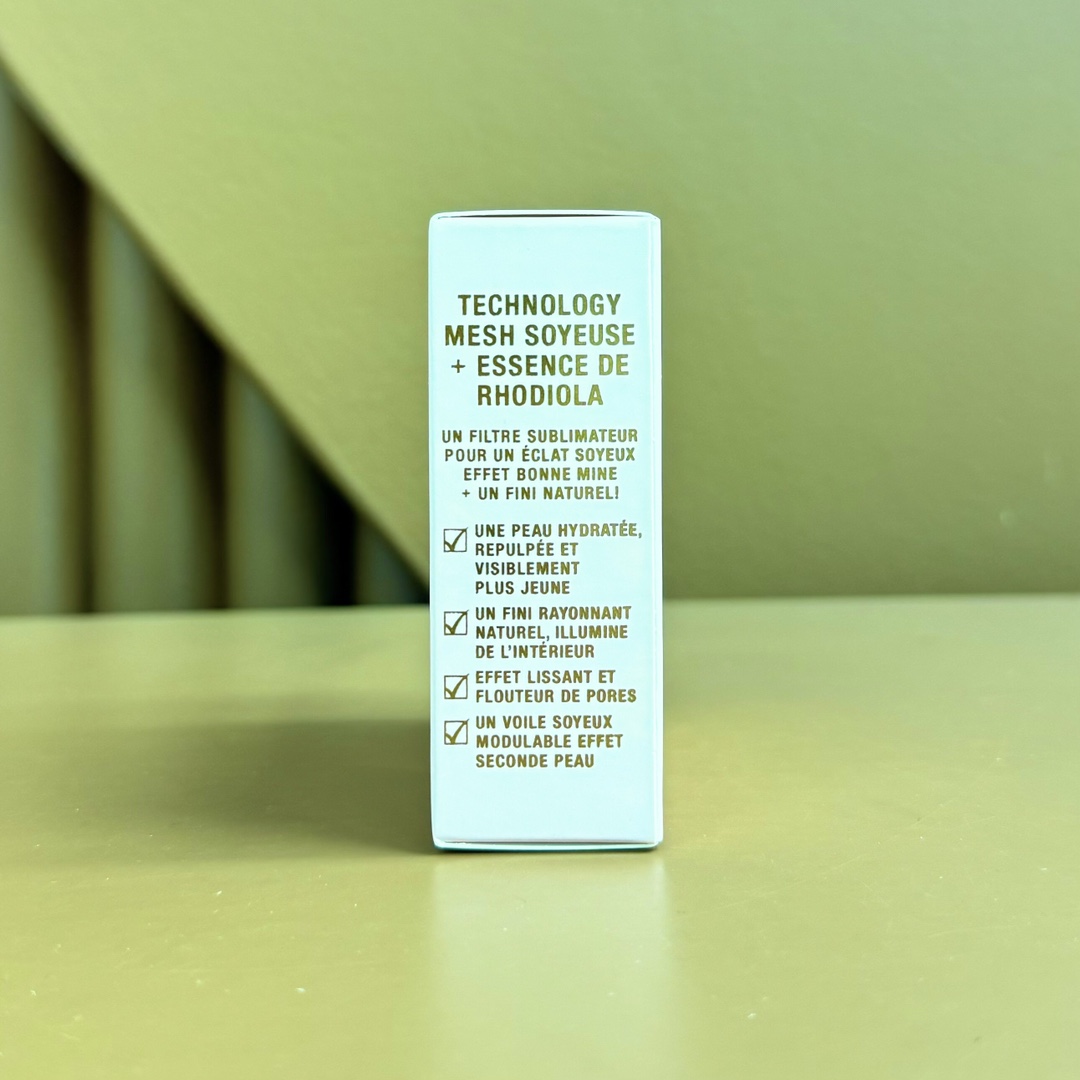 TECHNOLOGY
MESH SOYEUSE
+ ESSENCE DE
RHODIOLA
UN FILTRE SUBLIMATEUR
POUR UN ÉCLAT SOYEUX
EFFET BONNE MINE
+ UN FINI NATUREL!
UNE PEAU HYDRATÉE,
REPULPÉE ET
VISIBLEMENT
PLUS JEUNE
UN FINI RAYONNANT
NATUREL, ILLUMINE
DE L'INTÉRIEUR
EFFET LISSANT ET
FLOUTEUR DE PORES
UN VOILE SOYEUX
MODULABLE EFFET
SECONDE PEAU